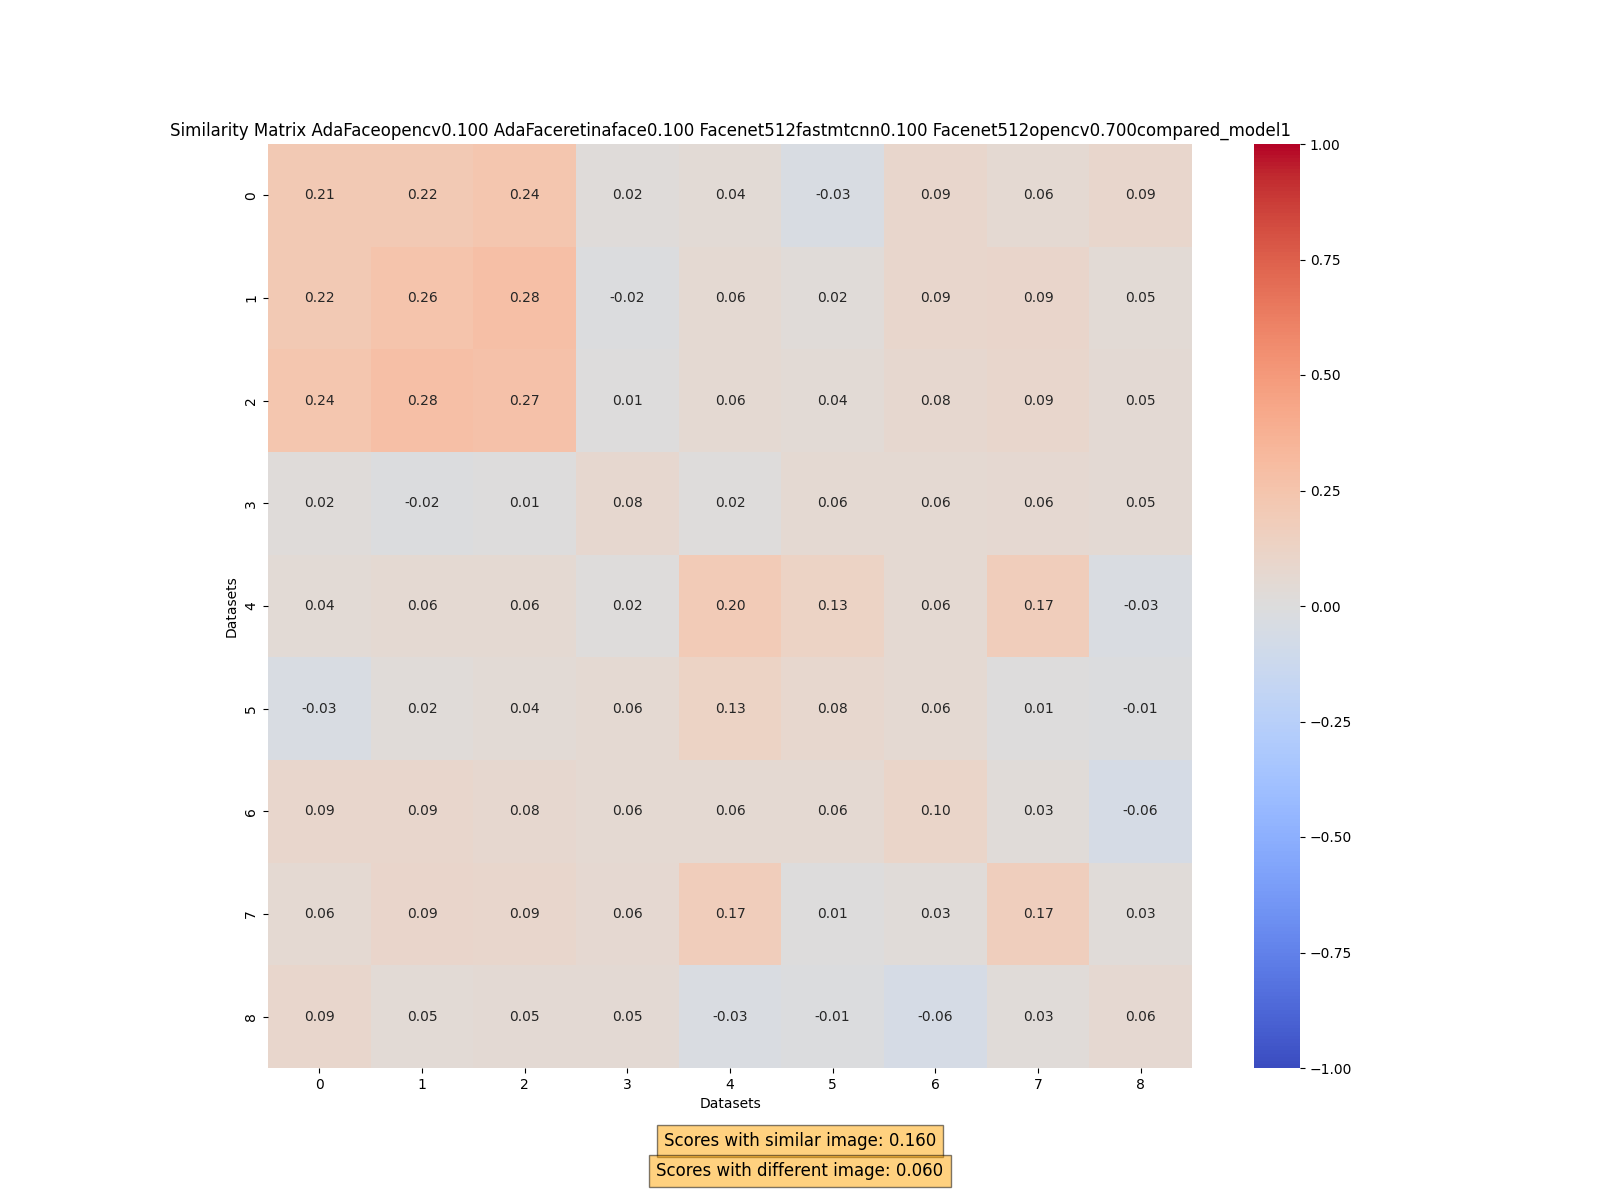 Similarity Matrix AdaFaceopencv0.100 AdaFaceretinaface0.100 Facenet512fastmtcnn0.100 Facenet512opencv0.700compared_model1
0 0.21 0.22 0.24 0.02 0.04 -0.03 0.09 0.06 0.09
1 0.22 0.26 0.28 -0.02 0.06 0.02 0.09 0.09 0.05
2 0.24 0.28 0.27 0.01 0.06 0.04 0.08 0.09 0.05
3 0.02 -0.02 0.01 0.08 0.02 0.06 0.06 0.06 0.05
4 0.04 0.06 0.06 0.02 0.20 0.13 0.06 0.17 -0.03
5 -0.03 0.02 0.04 0.06 0.13 0.08 0.06 0.01 -0.01
6 0.09 0.09 0.08 0.06 0.06 0.06 0.10 0.03 -0.06
7 0.06 0.09 0.09 0.06 0.17 0.01 0.03 0.17 0.03
8 0.09 0.05 0.05 0.05 -0.03 -0.01 -0.06 0.03 0.06
0 1 2 3 4 5 6 7 8
Datasets
Datasets
1.00
0.75
0.50
0.25
0.00
−0.25
−0.50
−0.75
−1.00
Scores with similar image: 0.160
Scores with different image: 0.060